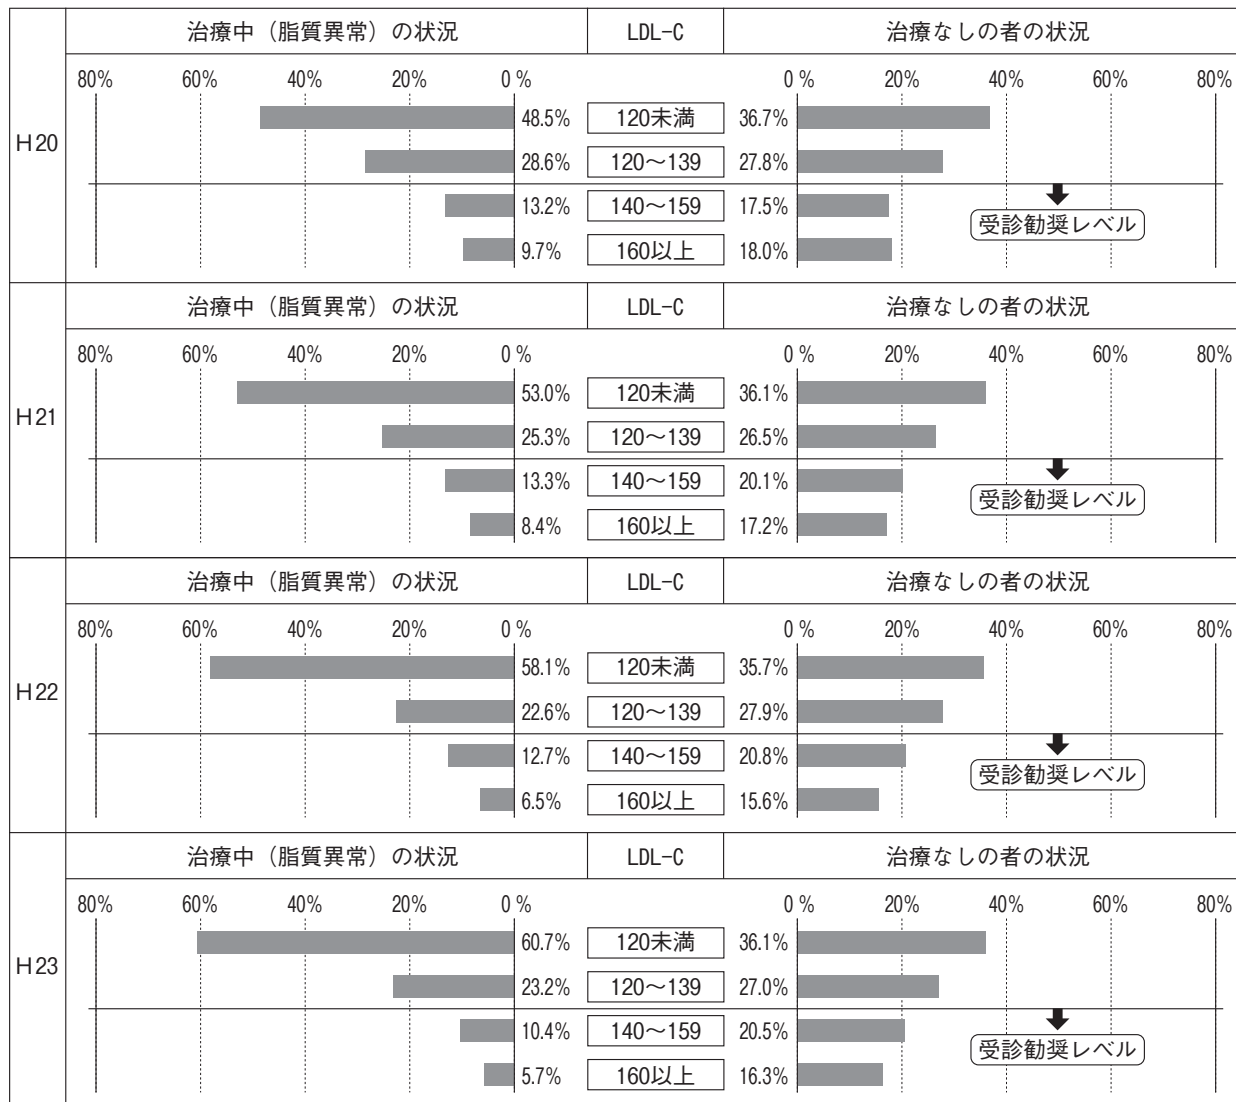 治療中（脂質異常）の状況 LDL-C 治療なしの者の状況
80% 60% 40% 20% 0 % 0 % 20% 40% 60% 80%
48.5% 120未満 36.7%
H20
28.6% 120～139 27.8%
13.2% 140～159 17.5%
受診勧奨レベル
9.7% 160以上 18.0%
治療中（脂質異常）の状況 LDL-C 治療なしの者の状況
80% 60% 40% 20% 0 % 0 % 20% 40% 60% 80%
53.0% 120未満 36.1%
H21
25.3% 120～139 26.5%
13.3% 140～159 20.1%
受診勧奨レベル
8.4% 160以上 17.2%
治療中（脂質異常）の状況 LDL-C 治療なしの者の状況
80% 60% 40% 20% 0 % 0 % 20% 40% 60% 80%
58.1% 120未満 35.7%
H22
22.6% 120～139 27.9%
12.7% 140～159 20.8%
受診勧奨レベル
6.5% 160以上 15.6%
治療中（脂質異常）の状況 LDL-C 治療なしの者の状況
80% 60% 40% 20% 0 % 0 % 20% 40% 60% 80%
60.7% 120未満 36.1%
H23
23.2% 120～139 27.0%
10.4% 140～159 20.5%
受診勧奨レベル
5.7% 160以上 16.3%